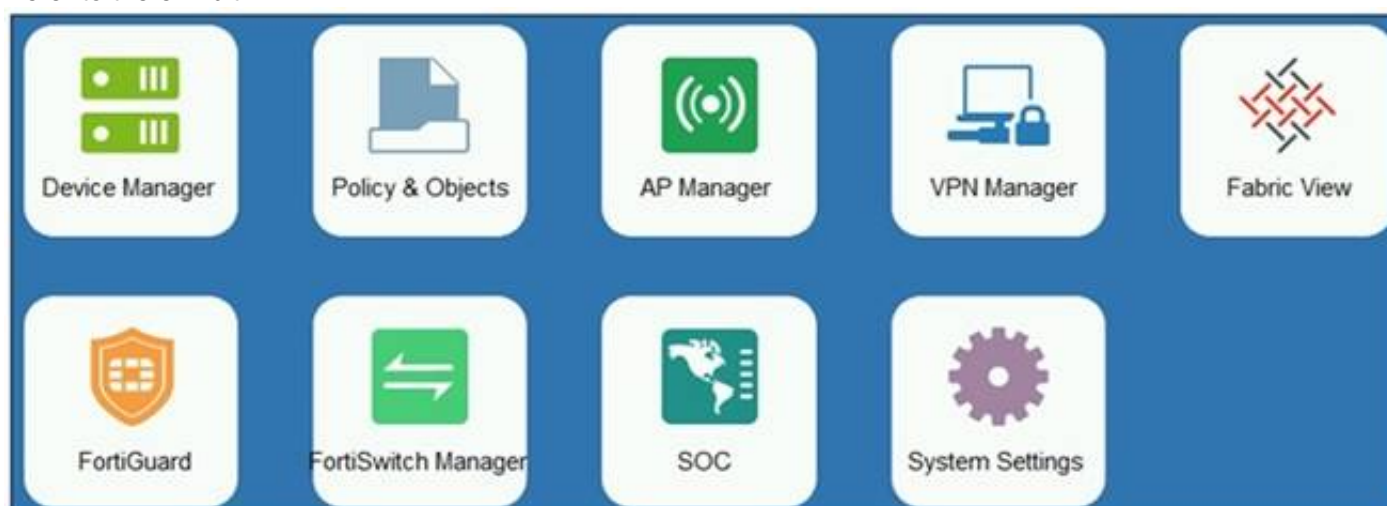 Device Manager
Policy & Objects
AP Manager
VPN Manager
Fabric View
FortiGuard
FortiSwitch Manager
SOC
System Settings